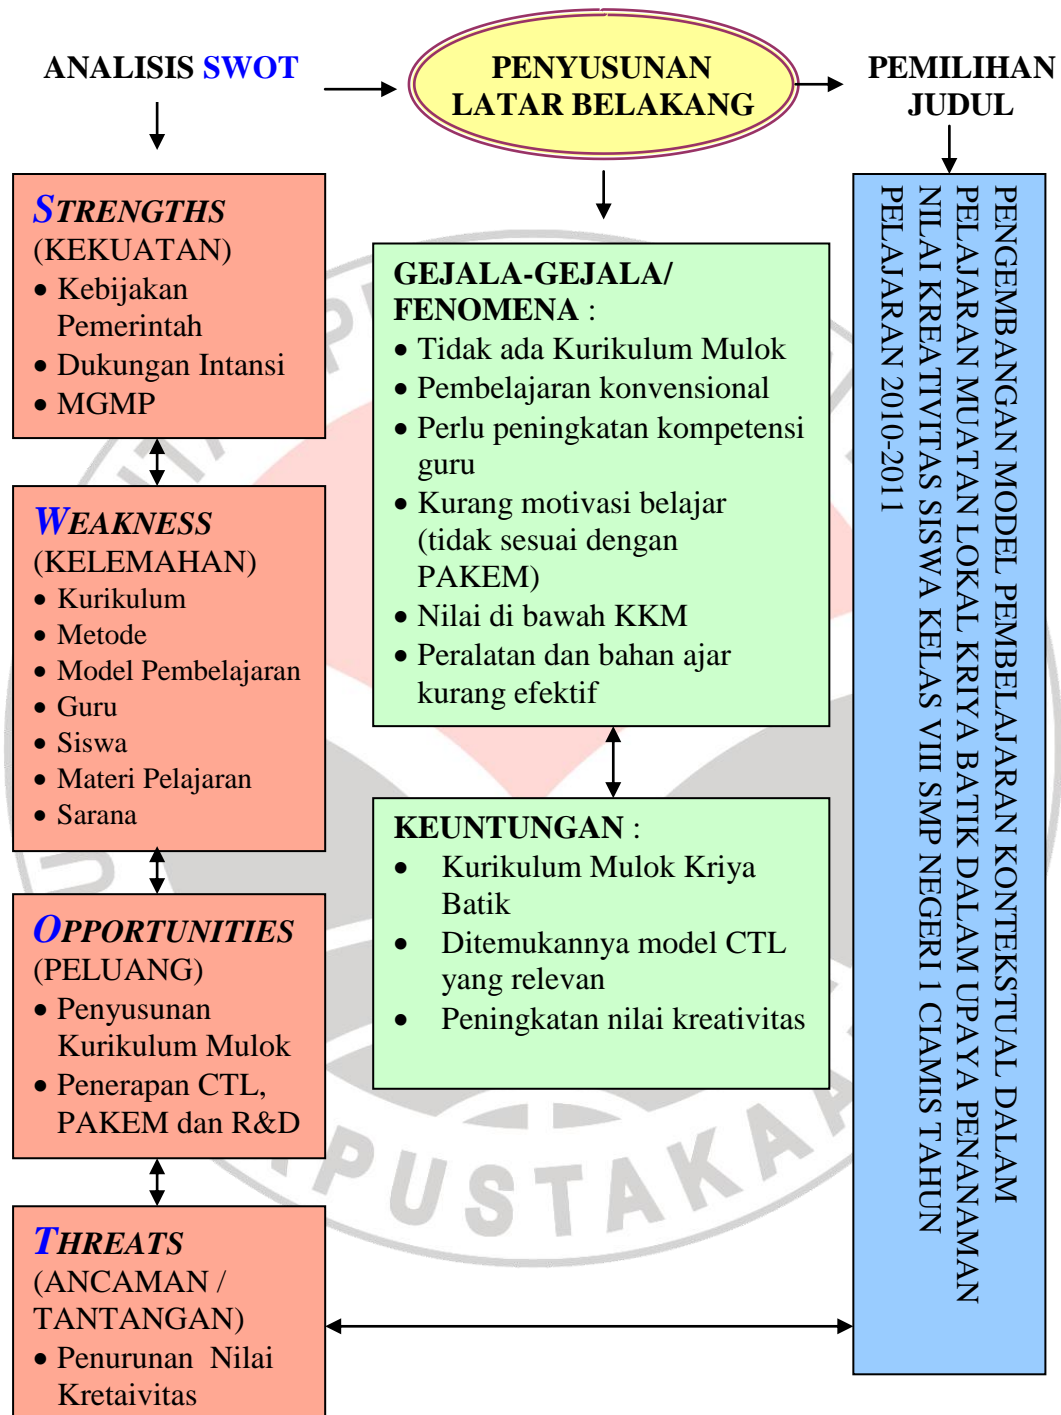 ANALISIS SWOT
PENYUSUNAN
LATAR BELAKANG
PEMILIHAN
JUDUL
STRENGTHS
(KEKUATAN)
• Kebijakan
Pemerintah
• Dukungan Intansi
• MGMP
WEAKNESS
(KELEMAHAN)
• Kurikulum
• Metode
• Model Pembelajaran
• Guru
• Siswa
• Materi Pelajaran
• Sarana
OPPORTUNITIES
(PELUANG)
• Penyusunan
Kurikulum Mulok
• Penerapan CTL,
PAKEM dan R&D
THREATS
(ANCAMAN /
TANTANGAN)
• Penurunan Nilai
Kretaivitas
GEJALA-GEJALA/
FENOMENA :
• Tidak ada Kurikulum Mulok
• Pembelajaran konvensional
• Perlu peningkatan kompetensi
guru
• Kurang motivasi belajar
(tidak sesuai dengan
PAKEM)
• Nilai di bawah KKM
• Peralatan dan bahan ajar
kurang efektif
KEUNTUNGAN :
• Kurikulum Mulok Kriya
Batik
• Ditemukannya model CTL
yang relevan
• Peningkatan nilai kreativitas
PENGEMBANGAN MODEL PEMBELAJARAN KONTEKSTUAL DALAM
PELAJARAN MUATAN LOKAL KRIYA BATIK DALAM UPAYA PENANAMAN
NILAI KREATIVITAS SISWA KELAS VIII SMP NEGERI 1 CIAMIS TAHUN
PELAJARAN 2010-2011